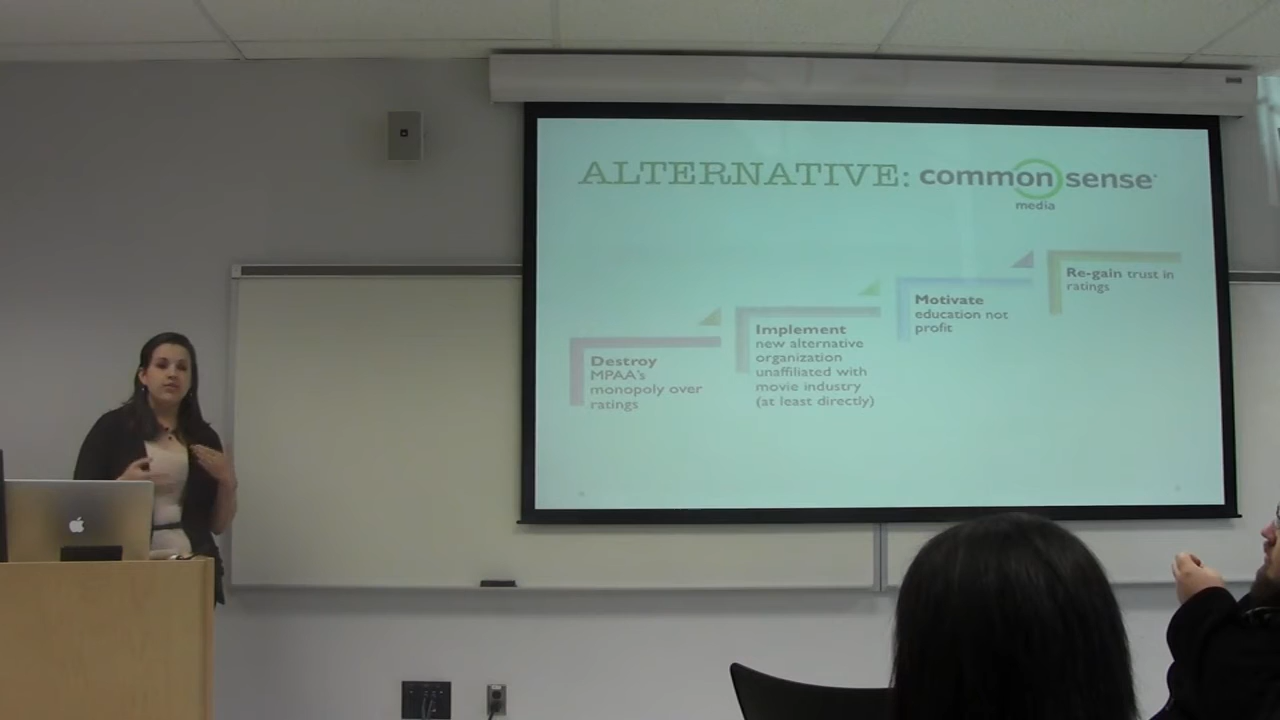 ALTERNATIVE: common sense
media
Destroy
MPAA's
monopoly over
ratings
Implement
new alternative
organization
unaffiliated with
movie industry
(at least directly)
Motivate
education not
profit
Re-gain trust in
ratings